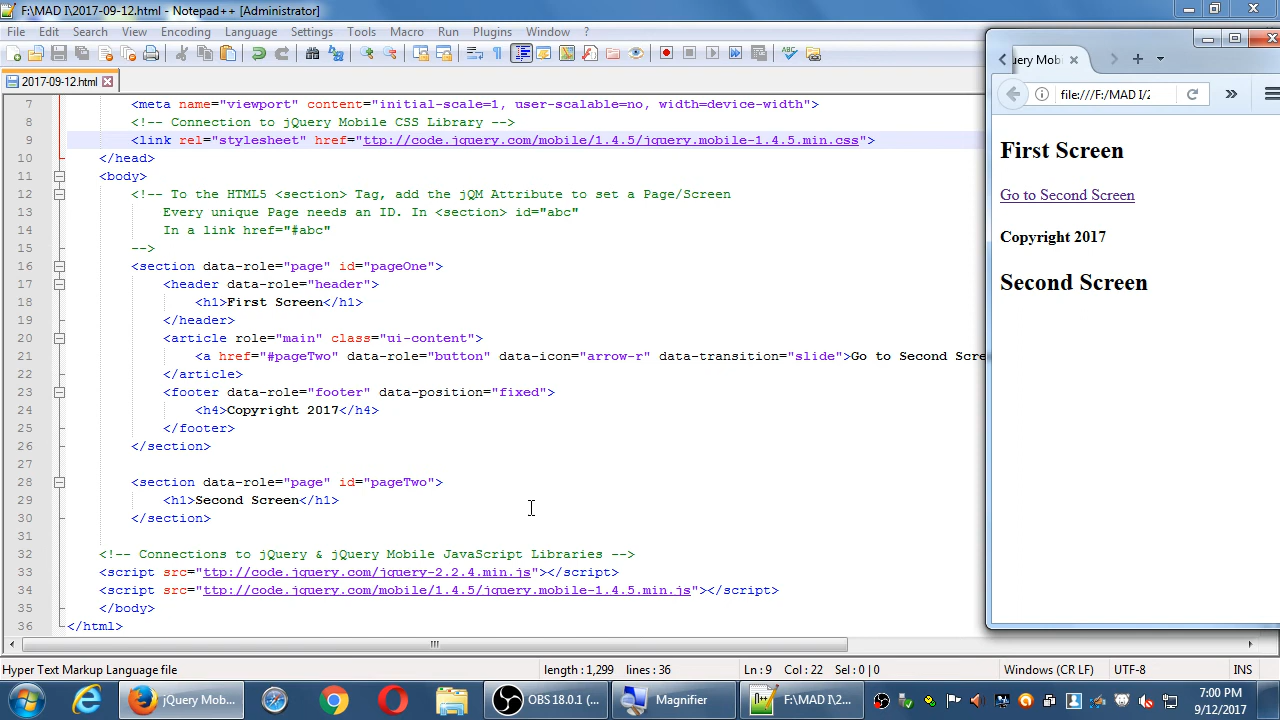 F:\MAD I\2017-09-12.html - Notepad++ [Administrator]
File Edit Search View Encoding Language Settings Tools Macro Run Plugins Window ?
2017-09-12.html
7 <meta name="viewport" content="initial-scale=1, user-scalable=no, width=device-width">
8 <!-- Connection to jQuery Mobile CSS Library -->
9 <link rel="stylesheet" href="ttp://code.jquery.com/mobile/1.4.5/jquery.mobile-1.4.5.min.css">
10 </head>
11 <body>
12 <!-- To the HTML5 <section> Tag, add the jQM Attribute to set a Page/Screen
13 Every unique Page needs an ID. In <section> id="abc"
14 In a link href="#abc"
15 -->
16 <section data-role="page" id="pageOne">
17 <header data-role="header">
18 <h1>First Screen</h1>
19 </header>
20 <article role="main" class="ui-content">
21 <a href="#pageTwo" data-role="button" data-icon="arrow-r" data-transition="slide">Go to Second Scre
22 </article>
23 <footer data-role="footer" data-position="fixed">
24 <h4>Copyright 2017</h4>
25 </footer>
26 </section>
27
28 <section data-role="page" id="pageTwo">
29 <h1>Second Screen</h1>
30 </section>
31
32 <!-- Connections to jQuery & jQuery Mobile JavaScript Libraries -->
33 <script src="ttp://code.jquery.com/jquery-2.2.4.min.js"></script>
34 <script src="ttp://code.jquery.com/mobile/1.4.5/jquery.mobile-1.4.5.min.js"></script>
35 </body>
36 </html>
Hyper Text Markup Language file length : 1,299 lines : 36 Ln : 9 Col : 22 Sel : 0 | 0 Windows (CR LF) UTF-8 INS
uery Mob
file:///F:/MAD I/2
First Screen
Go to Second Screen
Copyright 2017
Second Screen
jQuery Mob...
OBS 18.0.1 (...
Magnifier
F:\MAD I\2...
7:00 PM
9/12/2017